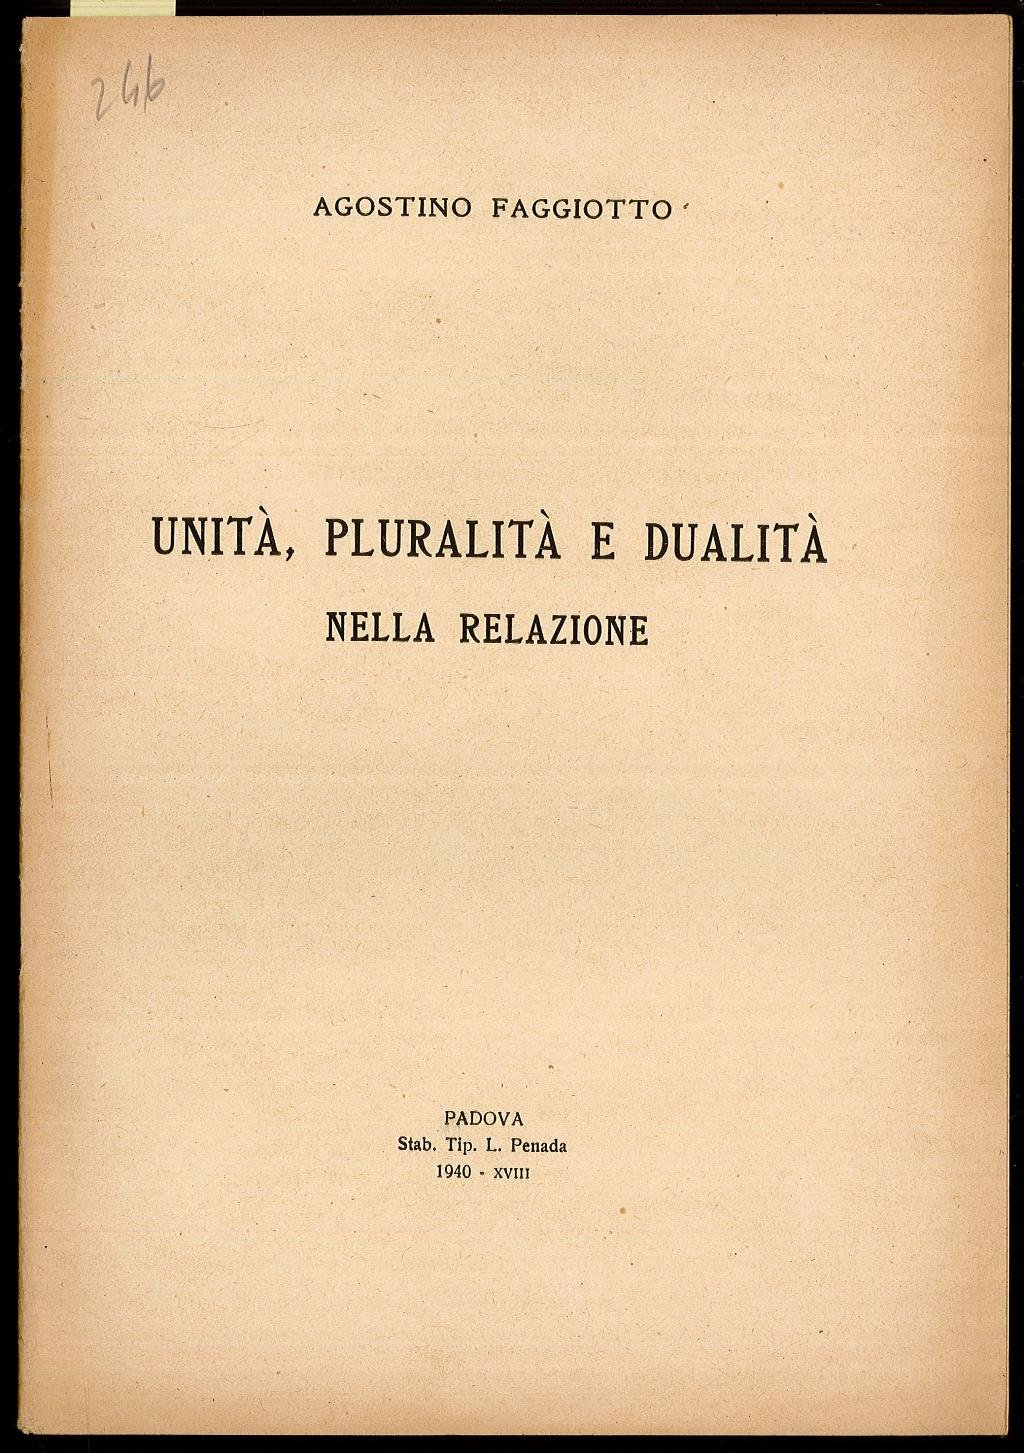 246
AGOSTINO FAGGIOTTO
UNITÀ, PLURALITÀ E DUALITÀ
NELLA RELAZIONE
PADOVA
Stab. Tip. L. Penada
1940 - XVIII